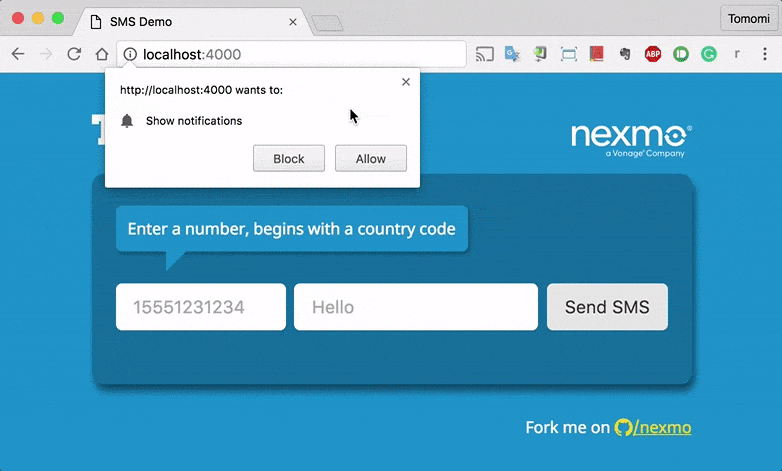 SMS Demo
Tomomi
localhost:4000
ABP
r
http://localhost:4000 wants to:
Show notifications
Block
Allow
nexmo®
a Vonage® Company
Enter a number, begins with a country code
15551231234
Hello
Send SMS
Fork me on /nexmo